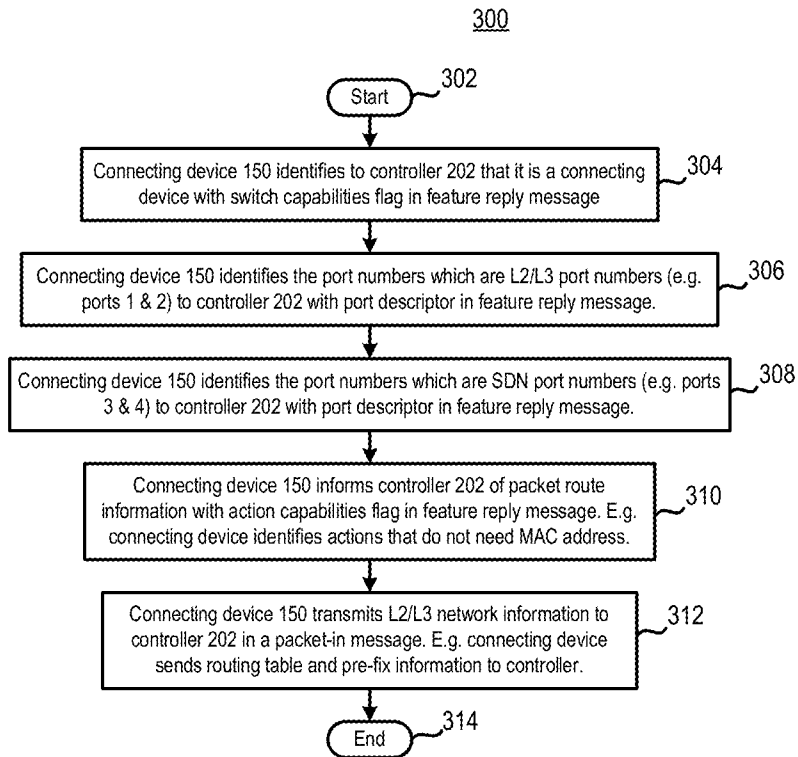 300
302
Start
304
Connecting device 150 identifies to controller 202 that it is a connecting
device with switch capabilities flag in feature reply message
306
Connecting device 150 identifies the port numbers which are L2/L3 port numbers (e.g.
ports 1 & 2) to controller 202 with port descriptor in feature reply message.
308
Connecting device 150 identifies the port numbers which are SDN port numbers (e.g. ports
3 & 4) to controller 202 with port descriptor in feature reply message.
310
Connecting device 150 informs controller 202 of packet route
information with action capabilities flag in feature reply message. E.g.
connecting device identifies actions that do not need MAC address.
312
Connecting device 150 transmits L2/L3 network information to
controller 202 in a packet-in message. E.g. connecting device
sends routing table and pre-fix information to controller.
314
End